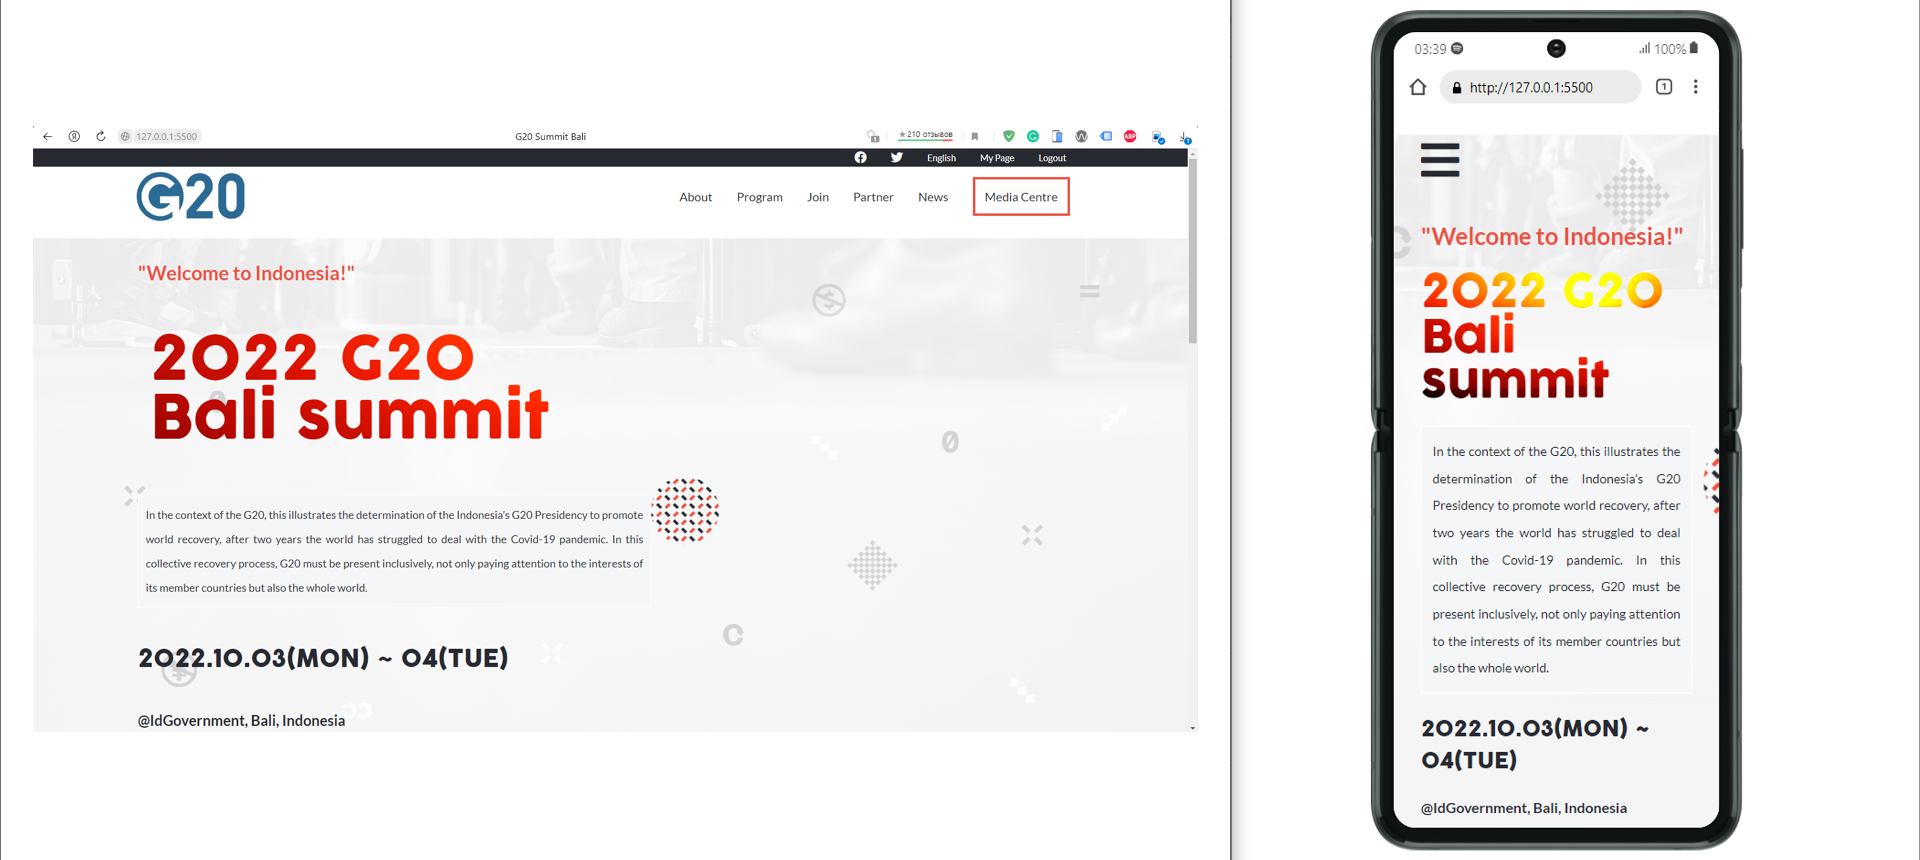 127.0.0.1:5500
G20 Summit Bali
★ 210 отзывов
ABP
English
My Page
Logout
G20
About
Program
Join
Partner
News
Media Centre
"Welcome to Indonesia!"
2022 G20
Bali summit
In the context of the G20, this illustrates the determination of the Indonesia's G20 Presidency to promote
world recovery, after two years the world has struggled to deal with the Covid-19 pandemic. In this
collective recovery process, G20 must be present inclusively, not only paying attention to the interests of
its member countries but also the whole world.
2022.10.03(MON) ~ 04(TUE)
@IdGovernment, Bali, Indonesia
03:39
100%
http://127.0.0.1:5500
1
"Welcome to Indonesia!"
2022 G20
Bali
summit
In the context of the G20, this illustrates the
determination of the Indonesia's G20
Presidency to promote world recovery, after
two years the world has struggled to deal
with the Covid-19 pandemic. In this
collective recovery process, G20 must be
present inclusively, not only paying attention
to the interests of its member countries but
also the whole world.
2022.10.03(MON) ~
04(TUE)
@IdGovernment, Bali, Indonesia